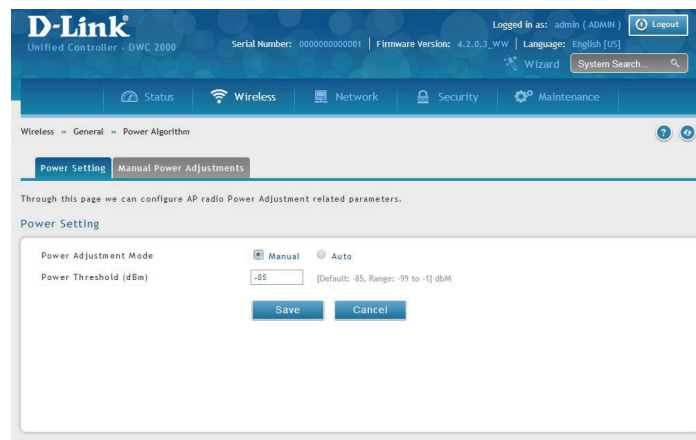 D-Link
Unified Controller - DWC 2000
Logged in as: admin ( ADMIN ) Logout
Serial Number: 0000000000001 | Firmware Version: 4.2.0.3_WW | Language: English [US]
Wizard System Search...
Status Wireless Network Security Maintenance
Wireless » General » Power Algorithm
Power Setting Manual Power Adjustments
Through this page we can configure AP radio Power Adjustment related parameters.
Power Setting
Power Adjustment Mode Manual Auto
Power Threshold (dBm) -85 [Default: -85, Range: -99 to -1] dbM
Save Cancel